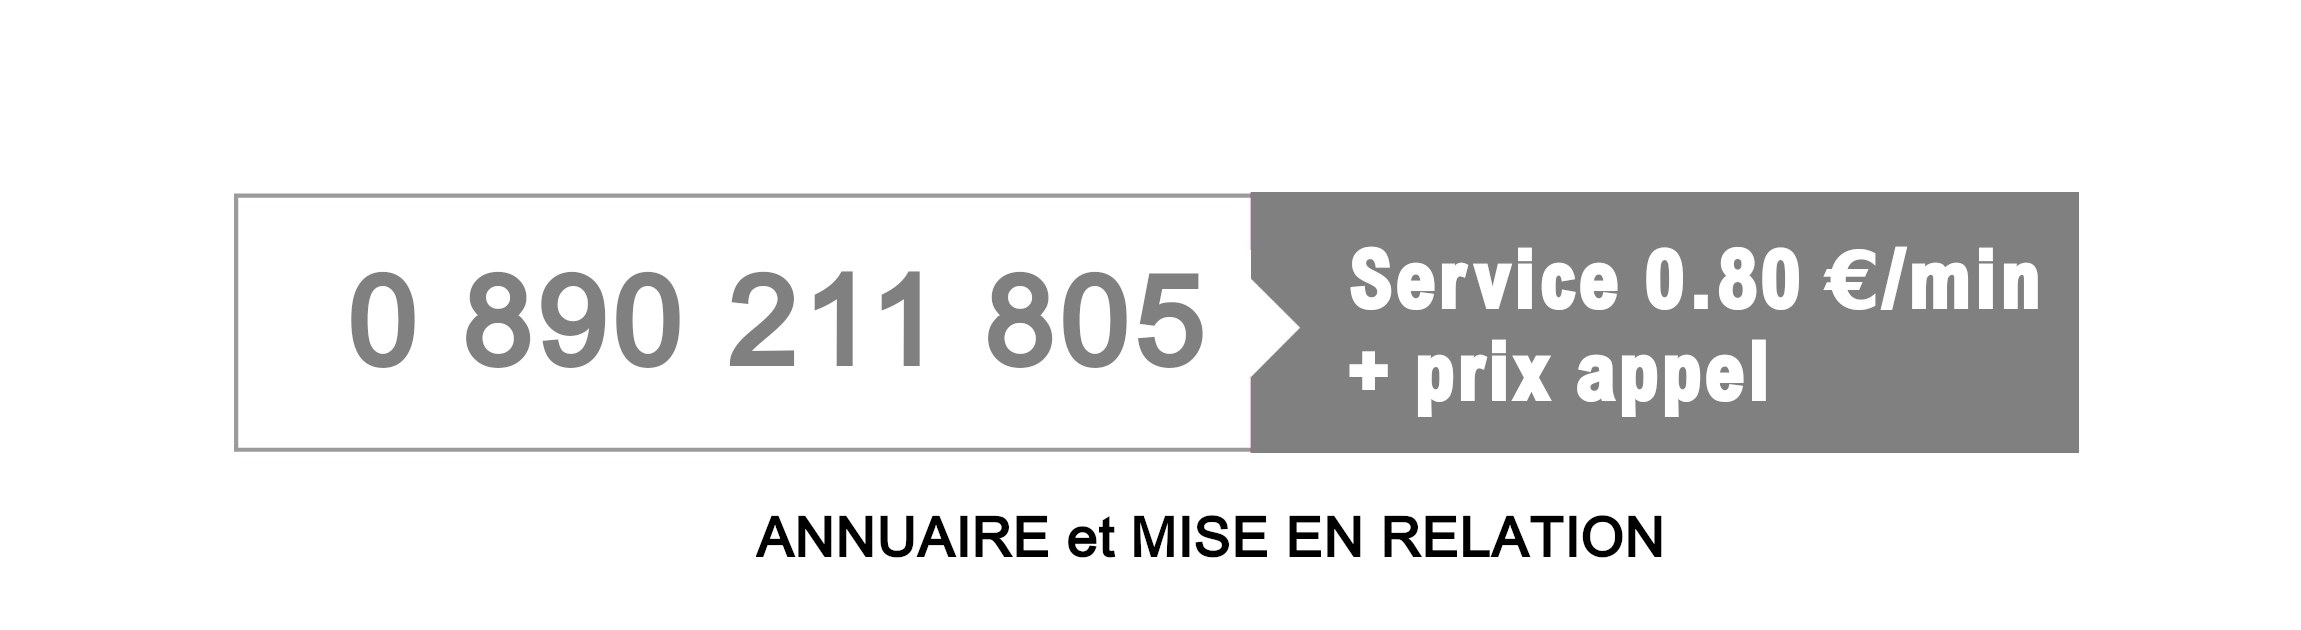 0 890 211 805
Service 0.80 €/min
+ prix appel
ANNUAIRE et MISE EN RELATION